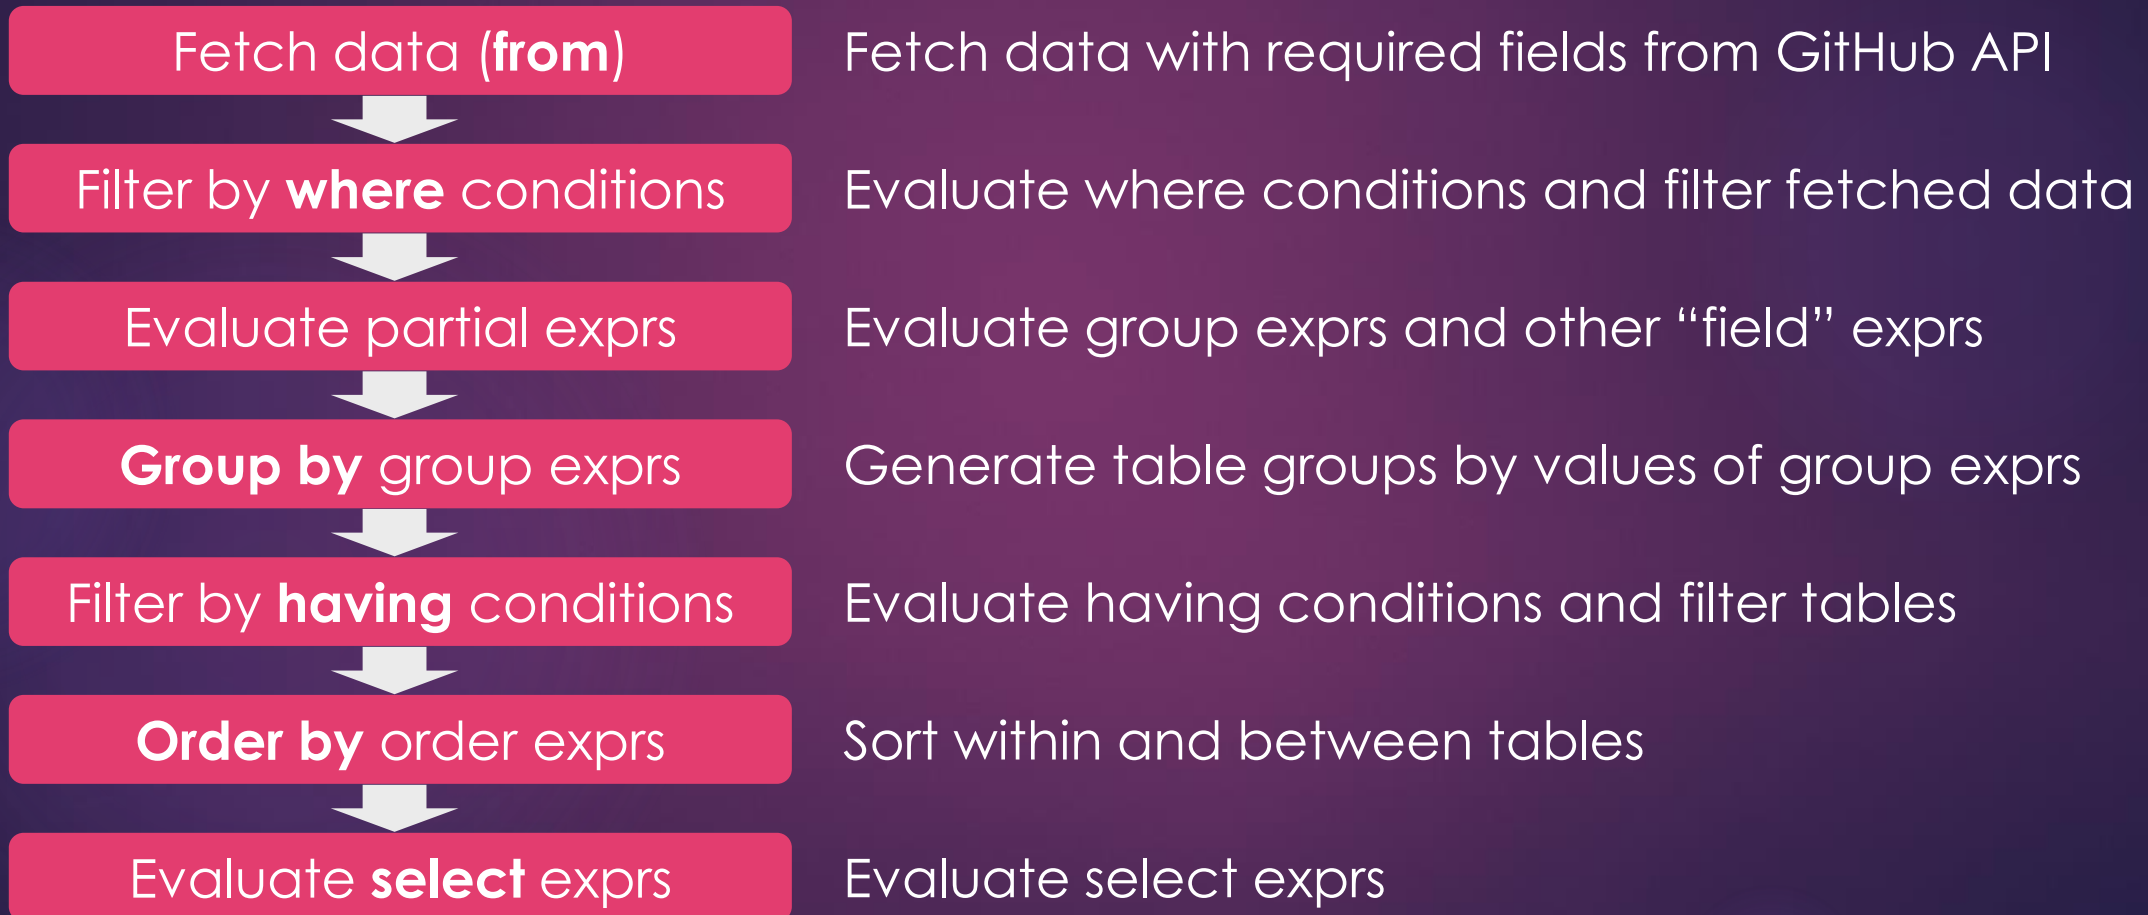 Fetch data (from)
Fetch data with required fields from GitHub API
Filter by where conditions
Evaluate where conditions and filter fetched data
Evaluate partial exprs
Evaluate group exprs and other “field” exprs
Group by group exprs
Generate table groups by values of group exprs
Filter by having conditions
Evaluate having conditions and filter tables
Order by order exprs
Sort within and between tables
Evaluate select exprs
Evaluate select exprs